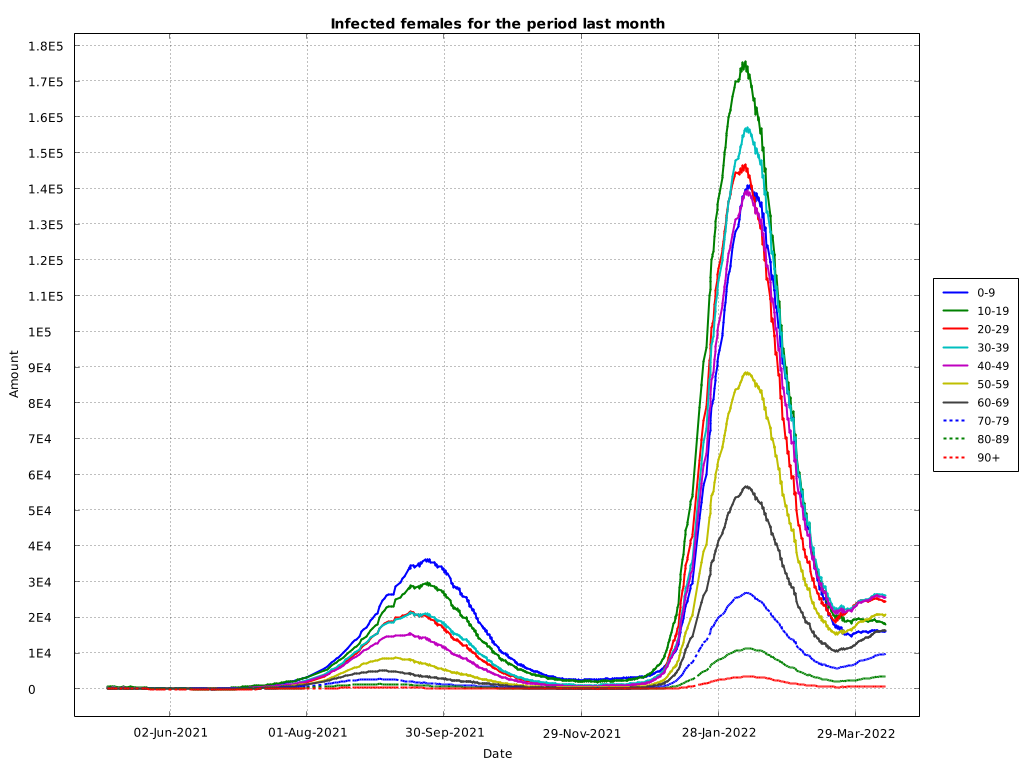 Infected females for the period last month
1.8E5
1.7E5
1.6E5
1.5E5
1.4E5
1.3E5
1.2E5
1.1E5
1E5
9E4
8E4
7E4
6E4
5E4
4E4
3E4
2E4
1E4
0
Amount
02-Jun-2021 01-Aug-2021 30-Sep-2021 29-Nov-2021 28-Jan-2022 29-Mar-2022
Date
0-9
10-19
20-29
30-39
40-49
50-59
60-69
70-79
80-89
90+